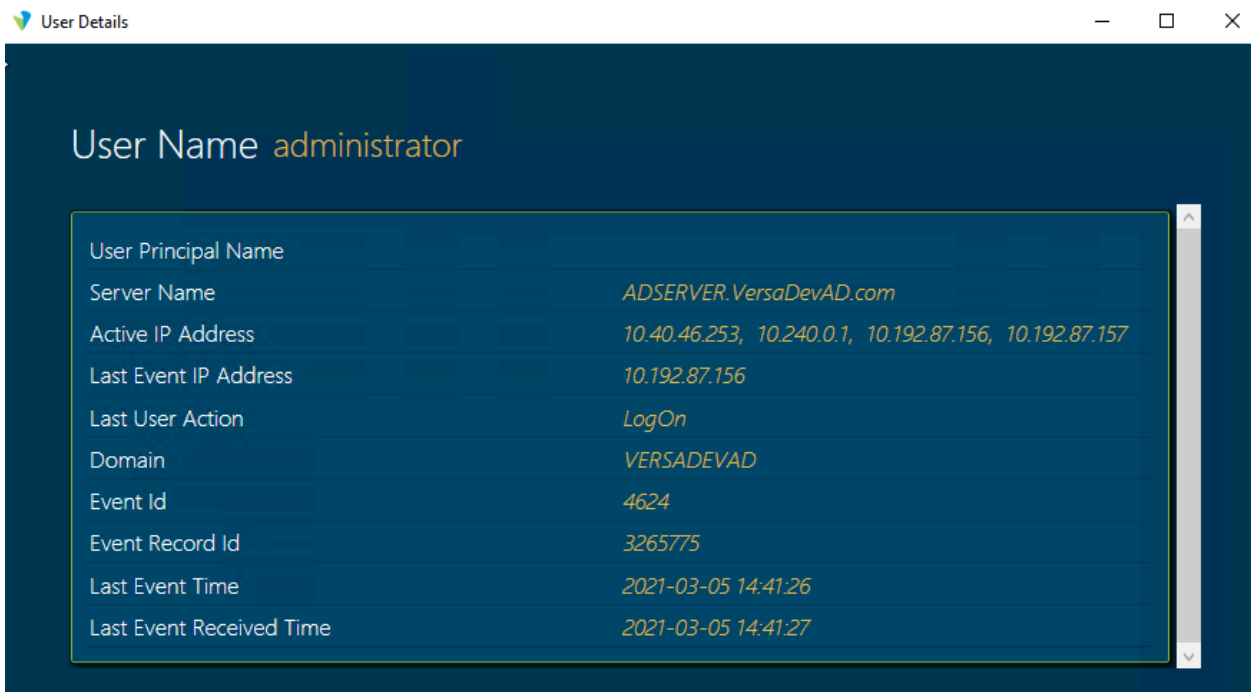 User Details
User Name administrator
User Principal Name
Server Name ADSERVER.VersaDevAD.com
Active IP Address 10.40.46.253, 10.240.0.1, 10.192.87.156, 10.192.87.157
Last Event IP Address 10.192.87.156
Last User Action LogOn
Domain VERSADEVAD
Event Id 4624
Event Record Id 3265775
Last Event Time 2021-03-05 14:41:26
Last Event Received Time 2021-03-05 14:41:27